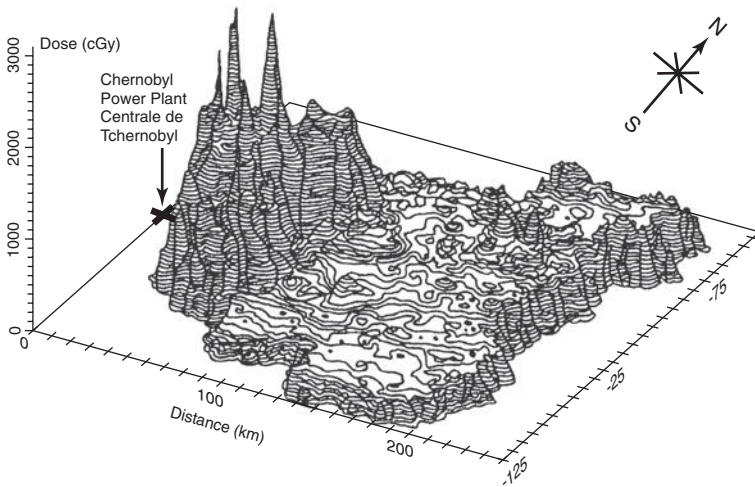 Dose (cGy)
3000
2000
1000
0
Chernobyl
Power Plant
Centrale de
Tchernobyl
N
S
0
100
200
Distance (km)
-75
-25
-125